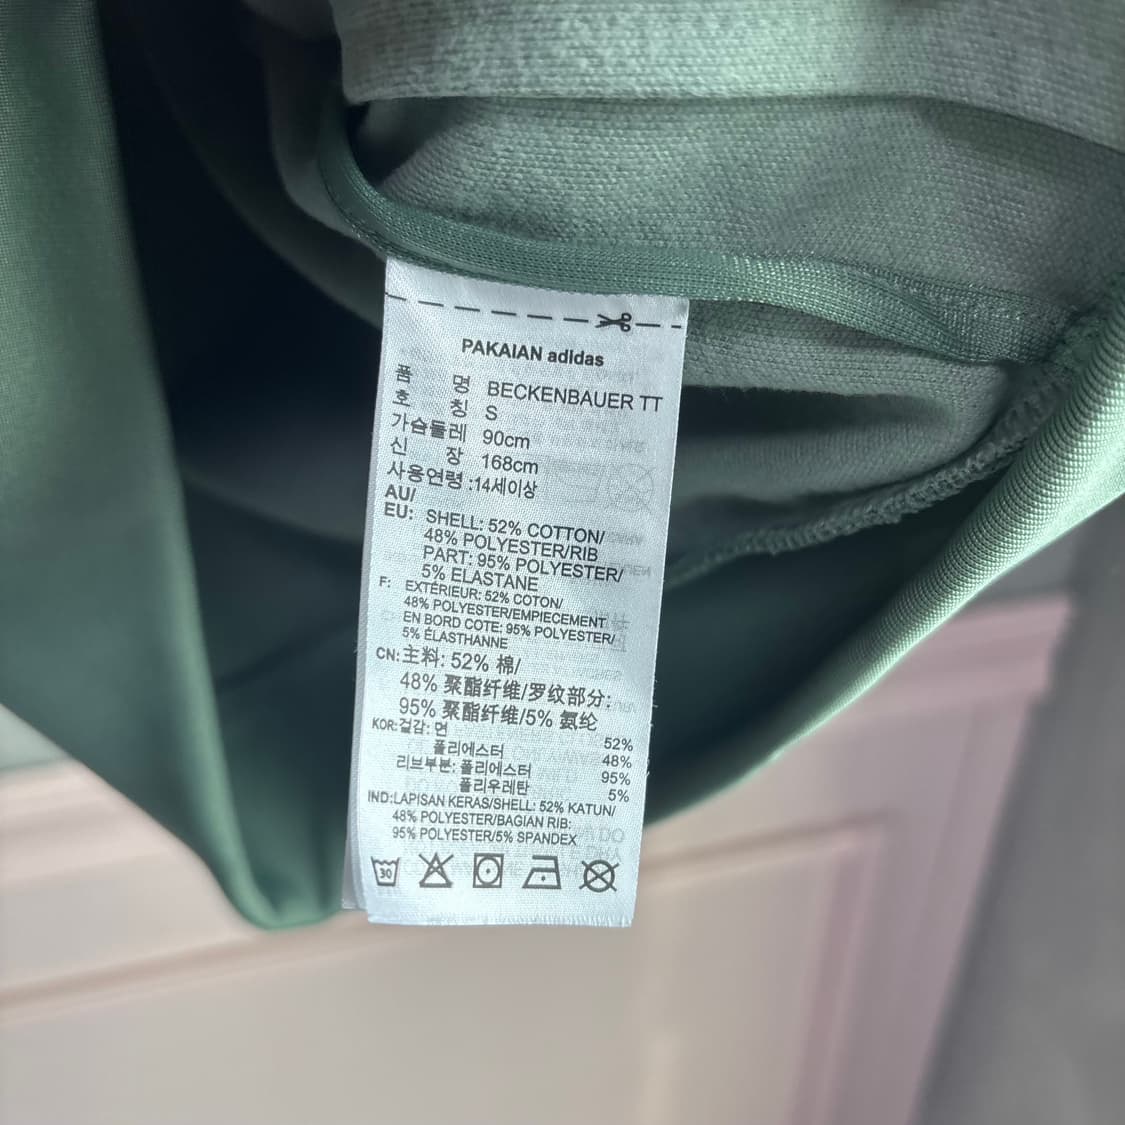 PAKAIAN adidas
품 명 BECKENBAUER TT
호 칭 S
가슴둘레 90cm
신 장 168cm
사용연령 :14세이상
AU/
EU: SHELL: 52% COTTON/
48% POLYESTER/RIB
PART: 95% POLYESTER/
5% ELASTANE
F: EXTÉRIEUR: 52% COTON/
48% POLYESTER/EMPIECEMENT
EN BORD COTE: 95% POLYESTER/
5% ÉLASTHANNE
CN: 主料: 52% 棉/
48% 聚酯纤维/罗纹部分:
95% 聚酯纤维/5% 氨纶
KOR: 겉감: 면 52%
폴리에스터 48%
리브부분: 폴리에스터 95%
폴리우레탄 5%
IND: LAPISAN KERAS/SHELL: 52% KATUN/
48% POLYESTER/BAGIAN RIB:
95% POLYESTER/5% SPANDEX
30